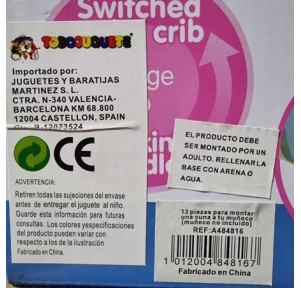 Switched
crib
TODOJUGUETE
Importado por:
JUGUETES Y BARATIJAS
MARTINEZ S. L.
CTRA. N-340 VALENCIA-
BARCELONA KM 68.800
12004 CASTELLON, SPAIN
B-12073524
CE
ADVERTENCIA:
Retiren todas las sujeciones del envase
antes de entregar el juguete al niño.
Guarde esta información para futuras
consultas. Los colores yespecificaciones
del producto pueden variar con
respecto a los de la ilustración
Fabricado en China
EL PRODUCTO DEBE
SER MONTADO POR UN
ADULTO. RELLENAR LA
BASE CON ARENA O
AGUA.
13 piezas para montar
una cuna a tu muñeco
(muñeco no incluido)
REF:A484816
1012004848167
Fabricado en China